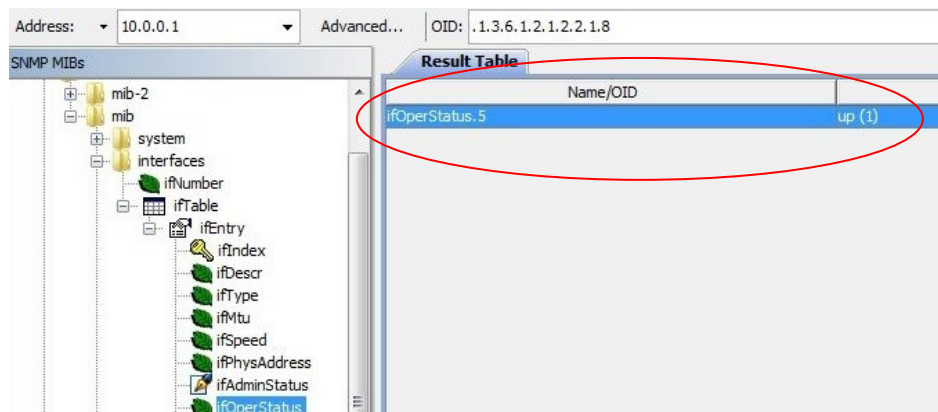 Address: 10.0.0.1 Advanced... OID: .1.3.6.1.2.1.2.2.1.8
SNMP MIBs
Result Table
Name/OID
ifOperStatus.5 up (1)
mib-2
mib
system
interfaces
ifNumber
ifTable
ifEntry
ifIndex
ifDescr
ifType
ifMtu
ifSpeed
ifPhysAddress
ifAdminStatus
ifOperStatus